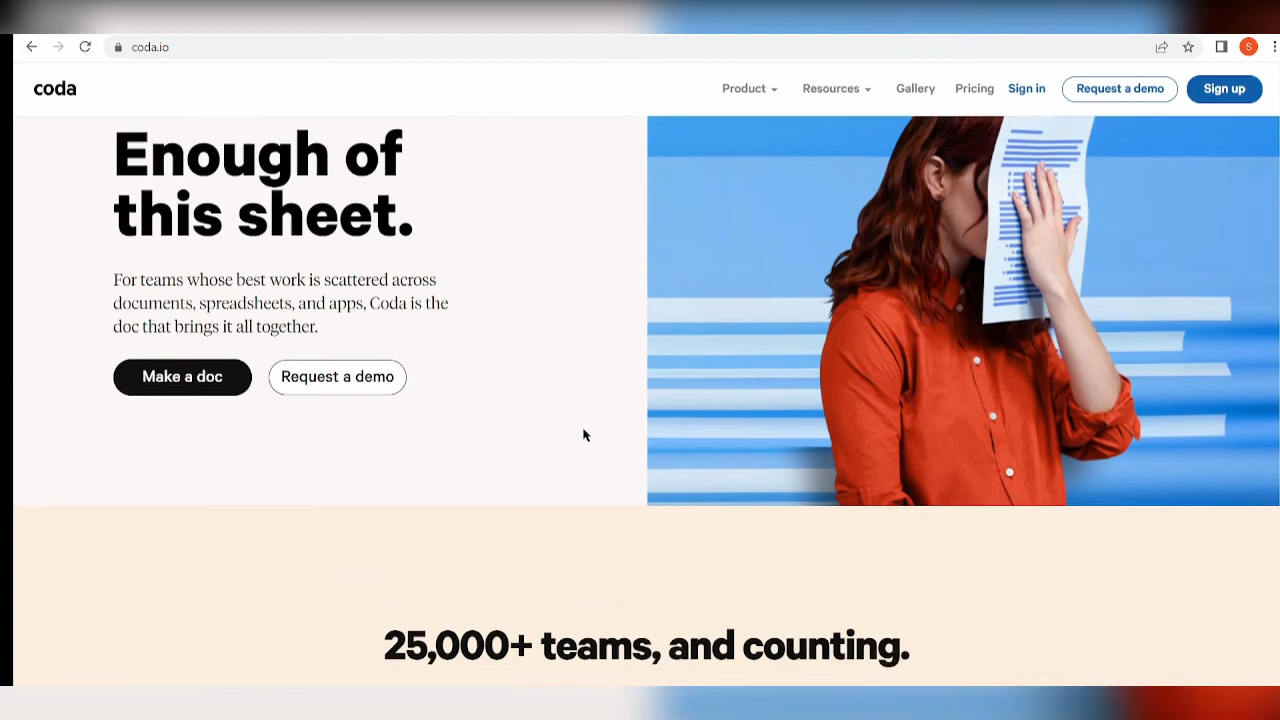 coda.io
S
coda
Product
Resources
Gallery
Pricing
Sign in
Request a demo
Sign up
Enough of
this sheet.
For teams whose best work is scattered across
documents, spreadsheets, and apps, Coda is the
doc that brings it all together.
Make a doc
Request a demo
25,000+ teams, and counting.